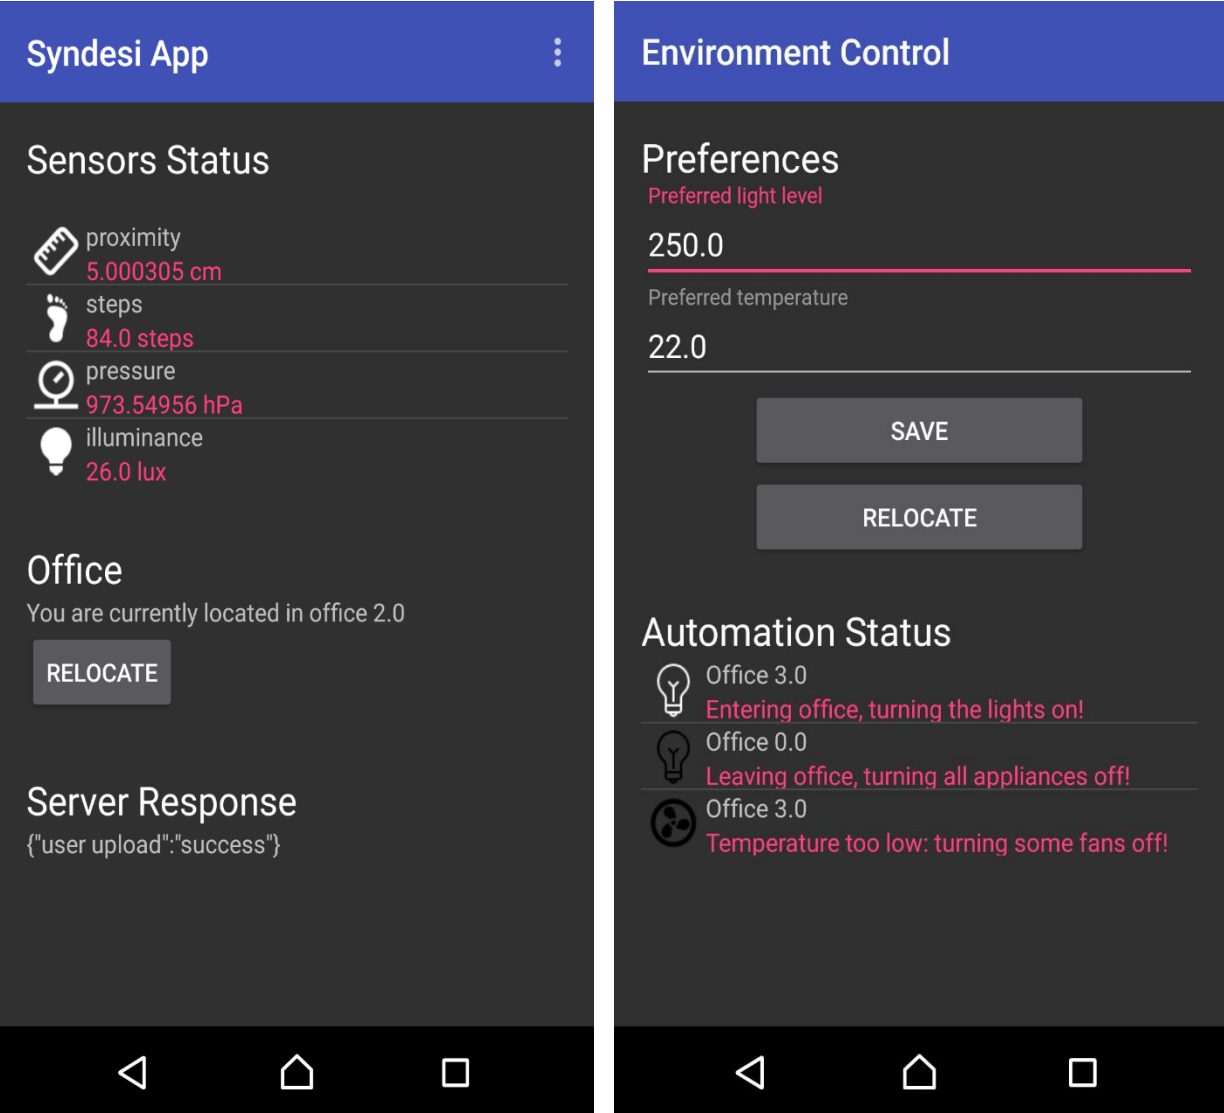 Syndesi App
Sensors Status
proximity
5.000305 cm
steps
84.0 steps
pressure
973.54956 hPa
illuminance
26.0 lux
Office
You are currently located in office 2.0
RELOCATE
Server Response
{"user upload":"success"}
Environment Control
Preferences
Preferred light level
250.0
Preferred temperature
22.0
SAVE
RELOCATE
Automation Status
Office 3.0
Entering office, turning the lights on!
Office 0.0
Leaving office, turning all appliances off!
Office 3.0
Temperature too low: turning some fans off!